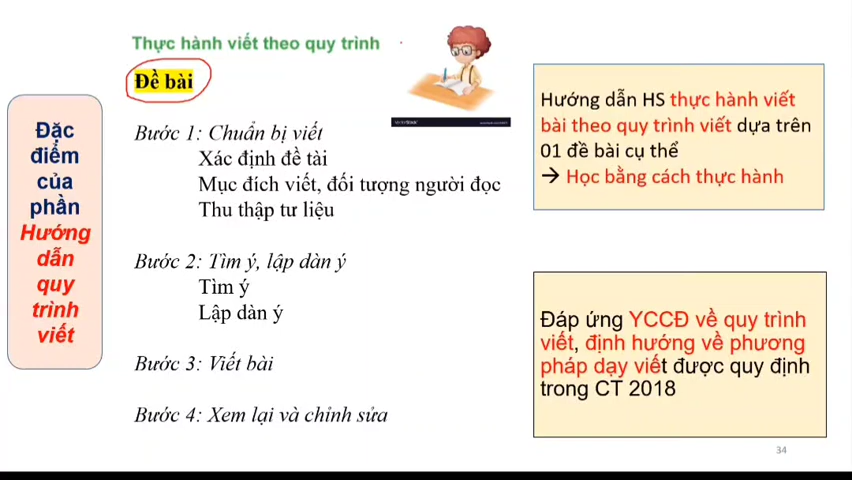 Thực hành viết theo quy trình
Đề bài
Đặc
điểm
của
phần
Hướng
dẫn
quy
trình
viết
Bước 1: Chuẩn bị viết
Xác định đề tài
Mục đích viết, đối tượng người đọc
Thu thập tư liệu
Bước 2: Tìm ý, lập dàn ý
Tìm ý
Lập dàn ý
Bước 3: Viết bài
Bước 4: Xem lại và chỉnh sửa
Hướng dẫn HS thực hành viết
bài theo quy trình viết dựa trên
01 đề bài cụ thể
→ Học bằng cách thực hành
Đáp ứng YCCĐ về quy trình
viết, định hướng về phương
pháp dạy viết được quy định
trong CT 2018
34